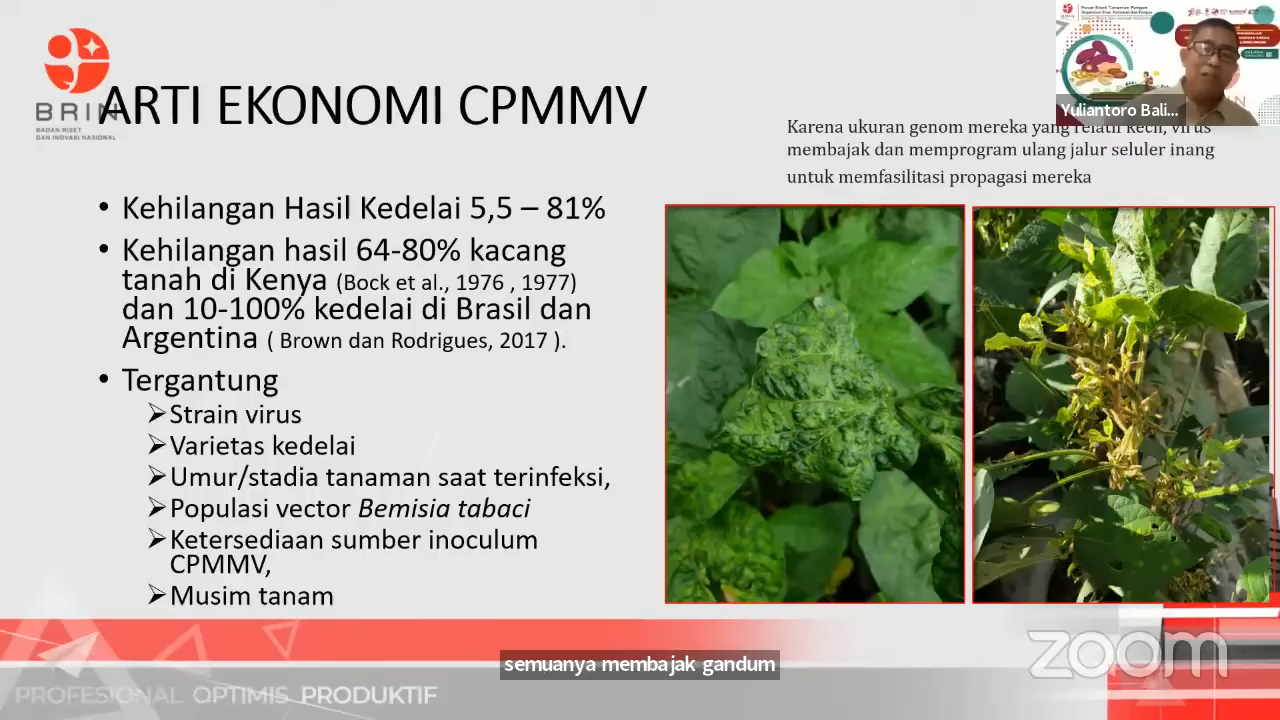 BRIN
BADAN RISET
DAN INOVASI NASIONAL
ARTI EKONOMI CPMMV
Yuliantoro Bali...
Karena ukuran genom mereka yang relatif kecil, virus
membajak dan memprogram ulang jalur seluler inang
untuk memfasilitasi propagasi mereka
• Kehilangan Hasil Kedelai 5,5 – 81%
• Kehilangan hasil 64-80% kacang
tanah di Kenya (Bock et al., 1976 , 1977)
dan 10-100% kedelai di Brasil dan
Argentina ( Brown dan Rodrigues, 2017 ).
• Tergantung
➢Strain virus
➢Varietas kedelai
➢Umur/stadia tanaman saat terinfeksi,
➢Populasi vector Bemisia tabaci
➢Ketersediaan sumber inoculum
CPMMV,
➢Musim tanam
zoom
semuanya membajak gandum
PROFESIONAL OPTIMIS PRODUKTIF